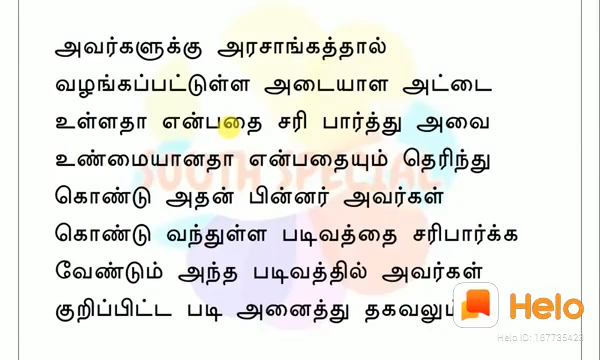 அவர்களுக்கு அரசாங்கத்தால்
வழங்கப்பட்டுள்ள அடையாள அட்டை
உள்ளதா என்பதை சரி பார்த்து அவை
உண்மையானதா என்பதையும் தெரிந்து
SOUTH SPECIAL
கொண்டு அதன் பின்னர் அவர்கள்
கொண்டு வந்துள்ள படிவத்தை சரிபார்க்க
வேண்டும் அந்த படிவத்தில் அவர்கள்
குறிப்பிட்ட படி அனைத்து தகவலும்
Helo
Helo ID: 167735423